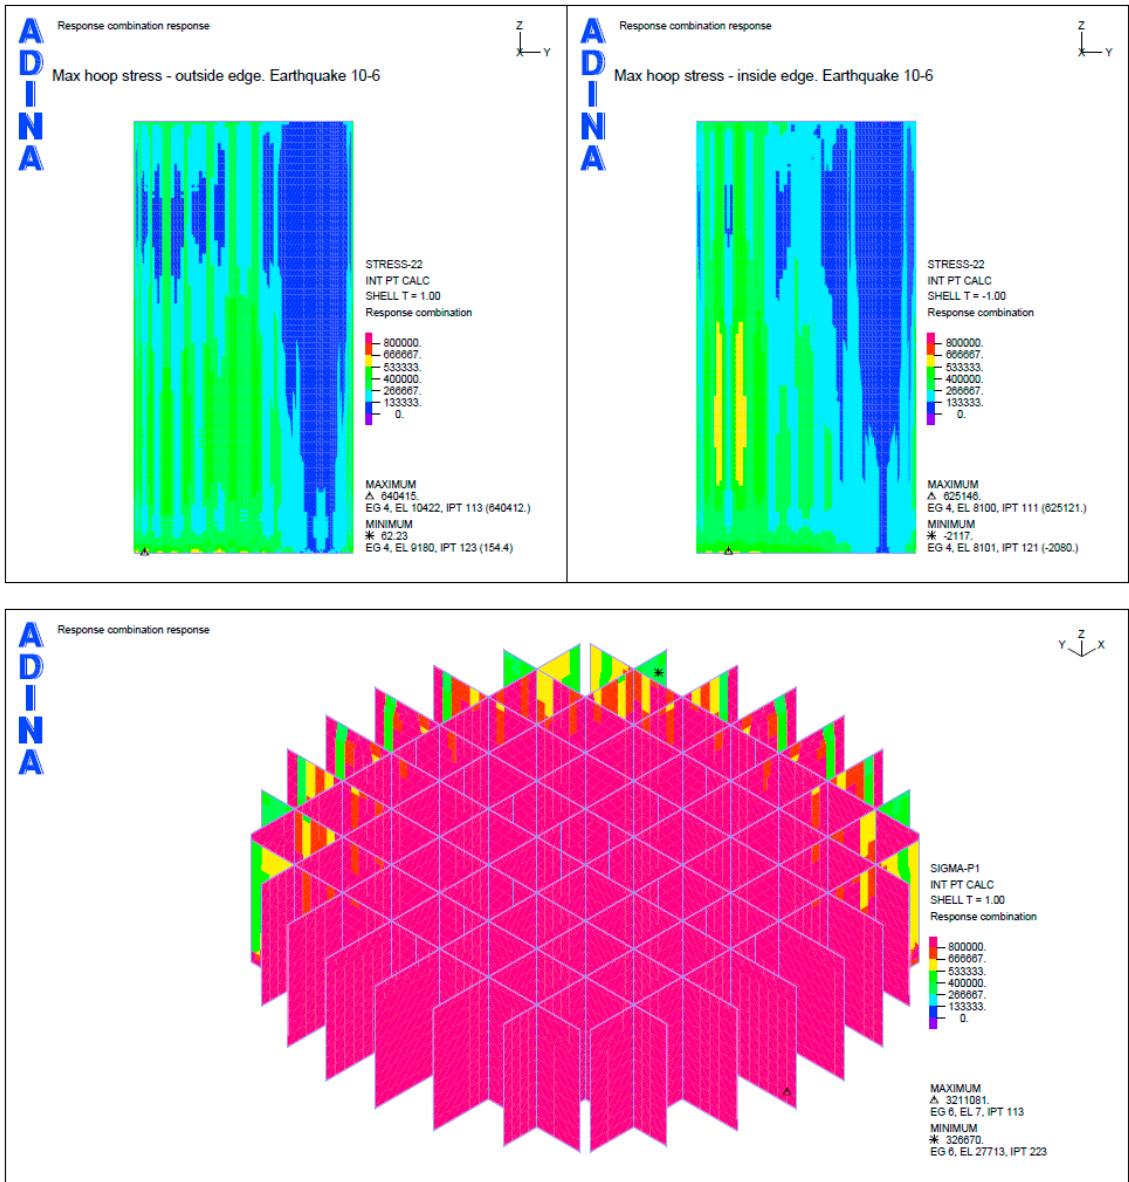 ADINA
Response combination response
Z
X Y
Max hoop stress - outside edge. Earthquake 10-6
STRESS-22
INT PT CALC
SHELL T = 1.00
Response combination
800000.
666667.
533333.
400000.
266667.
133333.
0.
MAXIMUM
△ 640415.
EG 4, EL 10422, IPT 113 (640412.)
MINIMUM
* 62.23
EG 4, EL 9180, IPT 123 (154.4)
ADINA
Response combination response
Z
X Y
Max hoop stress - inside edge. Earthquake 10-6
STRESS-22
INT PT CALC
SHELL T = -1.00
Response combination
800000.
666667.
533333.
400000.
266667.
133333.
0.
MAXIMUM
△ 625146.
EG 4, EL 8100, IPT 111 (625121.)
MINIMUM
* -2117.
EG 4, EL 8101, IPT 121 (-2080.)
ADINA
Response combination response
Z
Y X
SIGMA-P1
INT PT CALC
SHELL T = 1.00
Response combination
800000.
666667.
533333.
400000.
266667.
133333.
0.
MAXIMUM
△ 3211081.
EG 6, EL 7, IPT 113
MINIMUM
* 326670.
EG 6, EL 27713, IPT 223